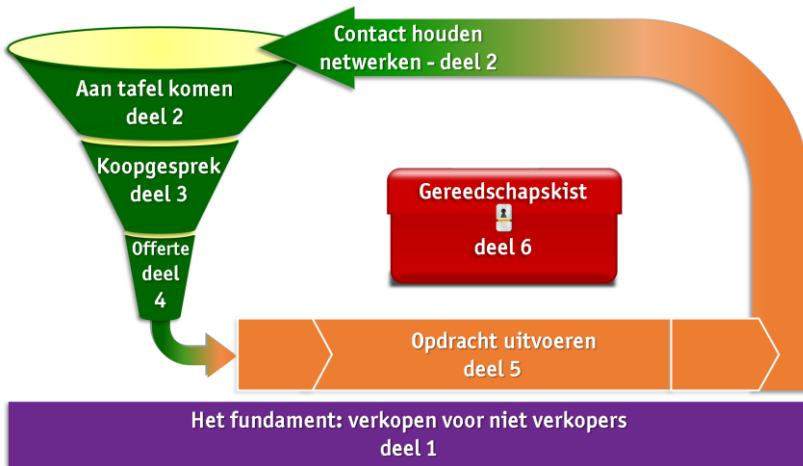 Contact houden
netwerken - deel 2
Aan tafel komen
deel 2
Koopgesprek
deel 3
Offerte
deel
4
Gereedschapskist
deel 6
Opdracht uitvoeren
deel 5
Het fundament: verkopen voor niet verkopers
deel 1